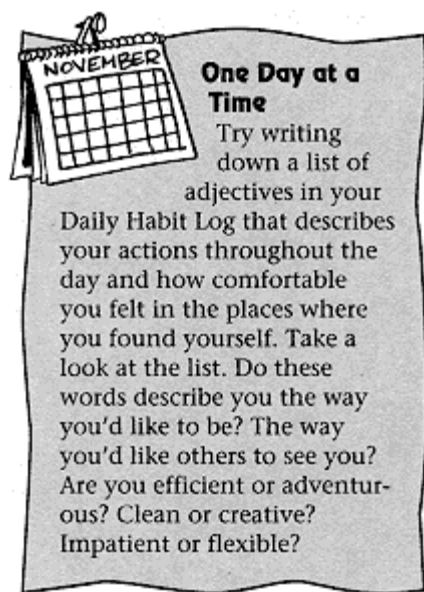 NOVEMBER
One Day at a
Time
Try writing
down a list of
adjectives in your
Daily Habit Log that describes
your actions throughout the
day and how comfortable
you felt in the places where
you found yourself. Take a
look at the list. Do these
words describe you the way
you'd like to be? The way
you'd like others to see you?
Are you efficient or adventur-
ous? Clean or creative?
Impatient or flexible?